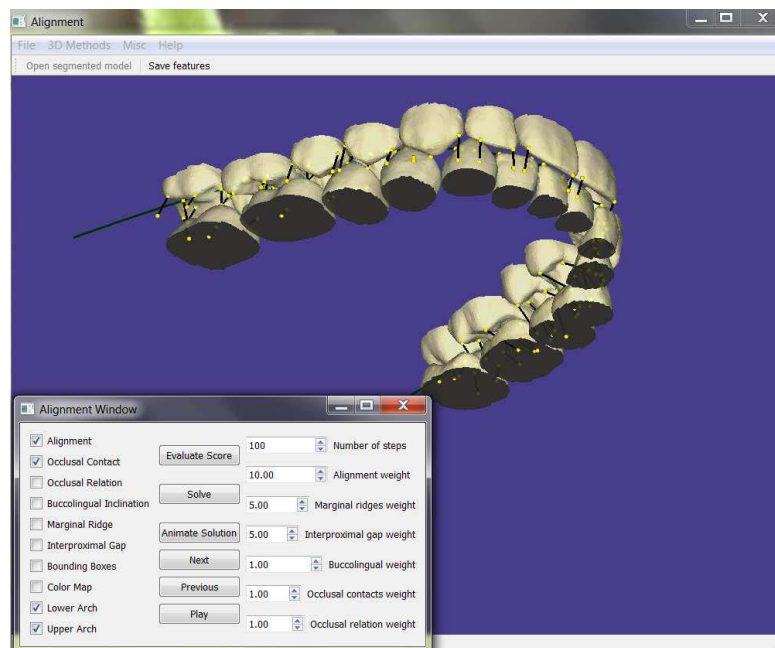 Alignment
File 3D Methods Misc Help
Open segmented model Save features
Alignment Window
Alignment
Occlusal Contact
Occlusal Relation
Buccolingual Inclination
Marginal Ridge
Interproximal Gap
Bounding Boxes
Color Map
Lower Arch
Upper Arch
Evaluate Score
Solve
Animate Solution
Next
Previous
Play
100 Number of steps
10.00 Alignment weight
5.00 Marginal ridges weight
5.00 Interproximal gap weight
1.00 Buccolingual weight
1.00 Occlusal contacts weight
1.00 Occlusal relation weight